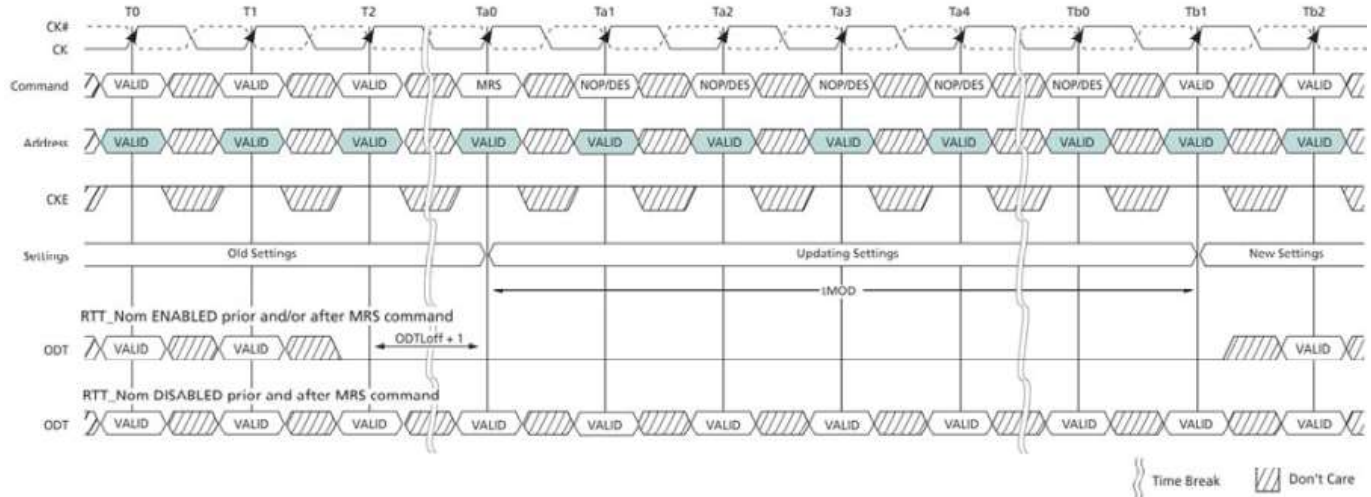 T0 T1 T2 Ta0 Ta1 Ta2 Ta3 Ta4 Tb0 Tb1 Tb2
CK#
CK
Command VALID VALID VALID MRS NOP/DES NOP/DES NOP/DES NOP/DES NOP/DES VALID VALID
Address VALID VALID VALID VALID VALID VALID VALID VALID VALID VALID VALID
CKE
Settings Old Settings Updating Settings New Settings
tMOD
RTT_Nom ENABLED prior and/or after MRS command
ODTLoff + 1
ODT VALID VALID VALID
RTT_Nom DISABLED prior and after MRS command
ODT VALID VALID VALID VALID VALID VALID VALID VALID VALID VALID VALID
Time Break Don't Care